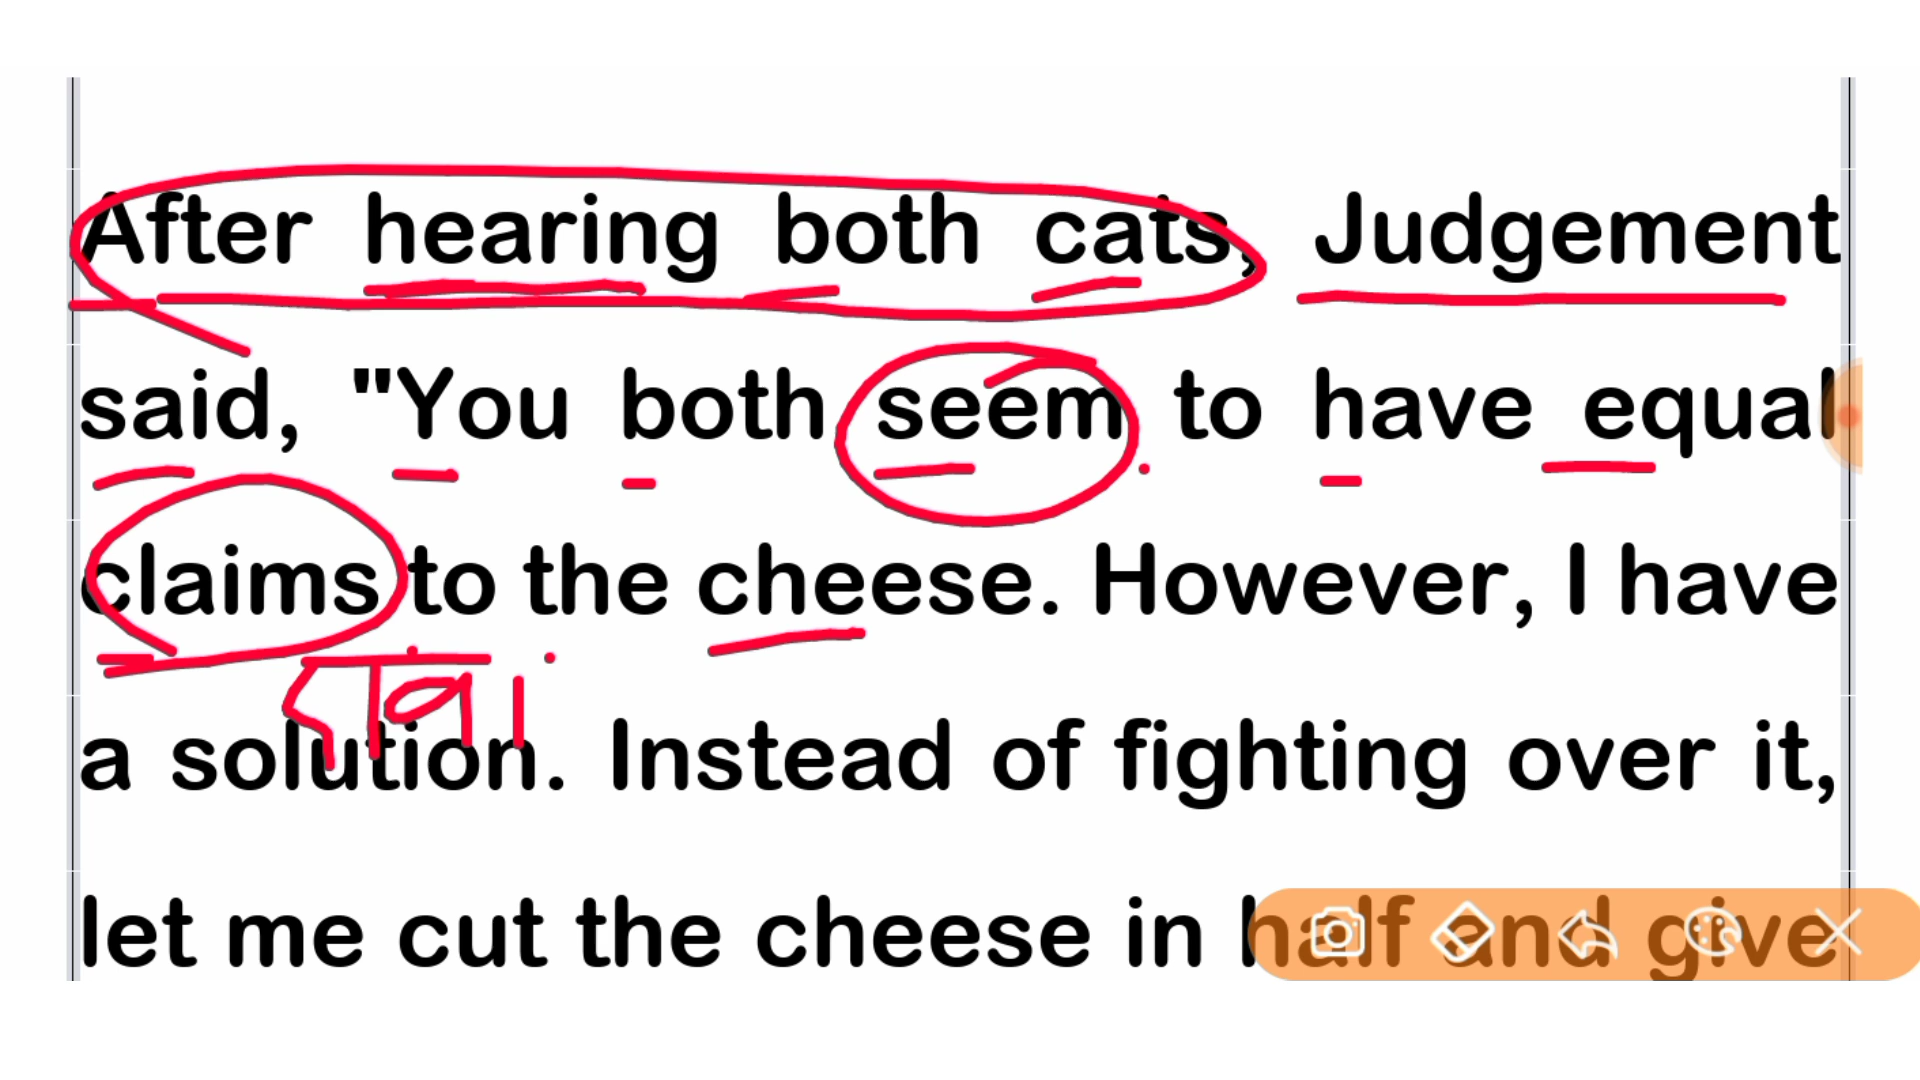 After hearing both cats, Judgement
said, "You both seem to have equal
claims to the cheese. However, I have
दावा
a solution. Instead of fighting over it,
let me cut the cheese in half and give